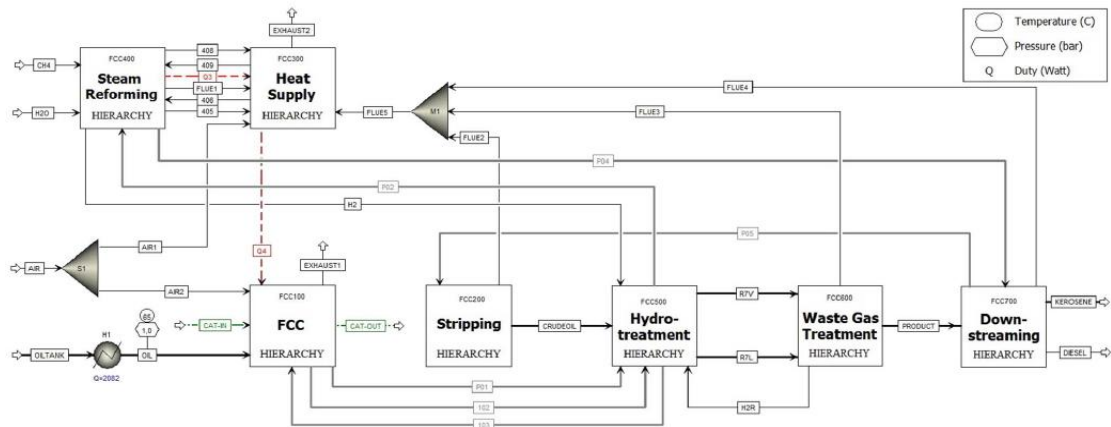 EXHAUST2
Temperature (C)
Pressure (bar)
Q Duty (Watt)
FCC400
Steam
Reforming
HIERARCHY
CH4
H2O
408
409
Q3
FLUE1
406
405
FCC300
Heat
Supply
HIERARCHY
FLUE5
M1
FLUE4
FLUE3
FLUE2
P04
P02
H2
P05
AIR
S1
AIR1
AIR2
Q4
EXHAUST1
FCC100
FCC
HIERARCHY
CAT-IN
CAT-OUT
OILTANK
H1
Q=2082
65
1,0
OIL
FCC200
Stripping
HIERARCHY
CRUDEOIL
FCC500
Hydro-
treatment
HIERARCHY
R7V
R7L
FCC600
Waste Gas
Treatment
HIERARCHY
PRODUCT
FCC700
Down-
streaming
HIERARCHY
KEROSENE
DIESEL
P01
102
103
H2R